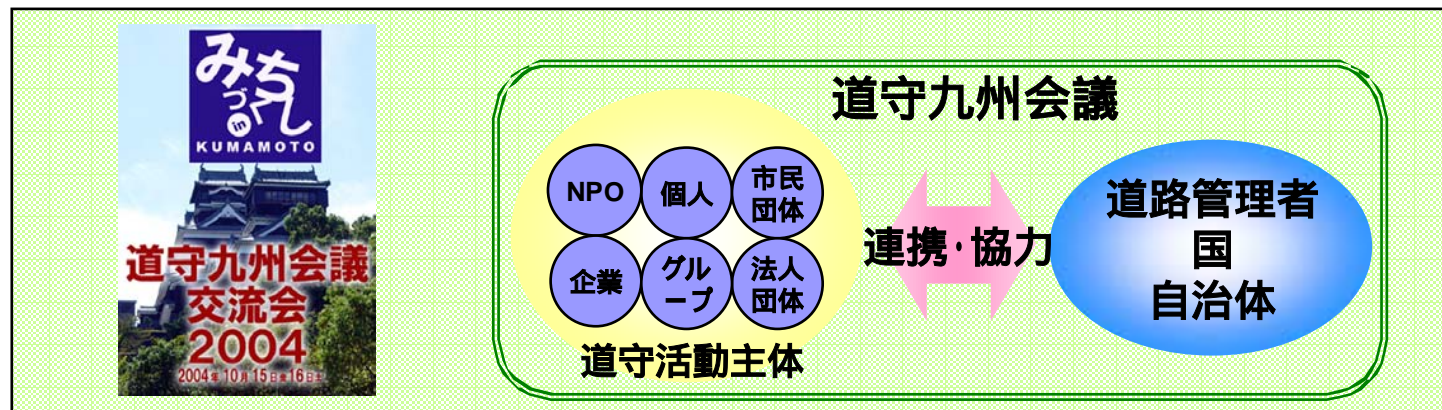 みちづくし
in
KUMAMOTO
道守九州会議
交流会
2004
2004年10月15日金16日土
道守九州会議
NPO
個人
市民
団体
企業
グル
ープ
法人
団体
道守活動主体
連携・協力
道路管理者
国
自治体